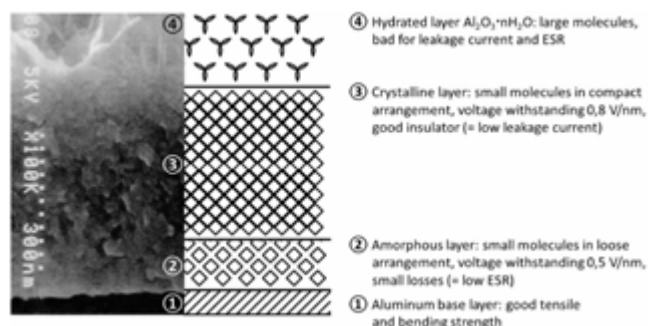 ④ Hydrated layer Al₂O₃·nH₂O: large molecules,
bad for leakage current and ESR
③ Crystalline layer: small molecules in compact
arrangement, voltage withstanding 0,8 V/nm,
good insulator (= low leakage current)
② Amorphous layer: small molecules in loose
arrangement, voltage withstanding 0,5 V/nm,
small losses (= low ESR)
① Aluminum base layer: good tensile
and bending strength
④
③
②
①
5KV X100K 300nm